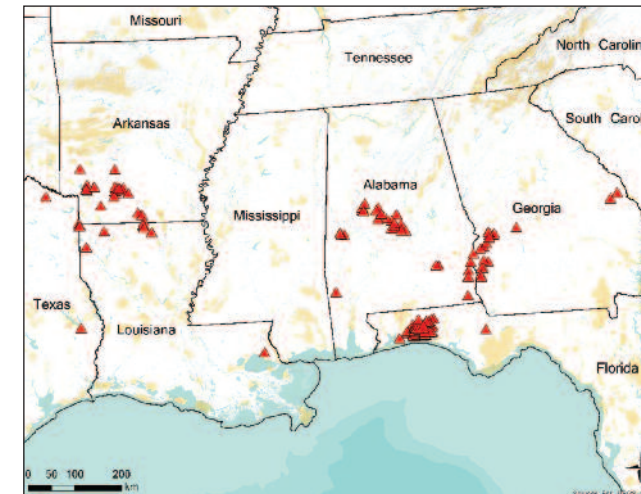 Missouri
North Carolin
Tennessee
South Carol
Arkansas
Alabama
Mississippi
Georgia
Texas
Louisiana
Florida
0 50 100 200
km